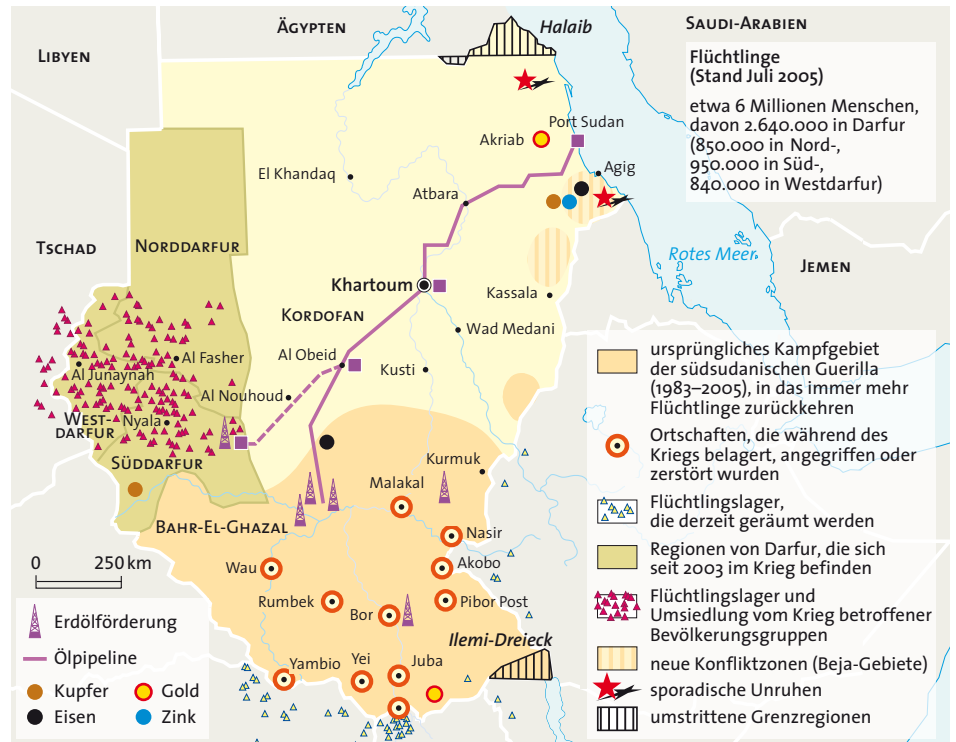 ÄGYPTEN
Halaib
SAUDI-ARABIEN
LIBYEN
Flüchtlinge
(Stand Juli 2005)
etwa 6 Millionen Menschen,
davon 2.640.000 in Darfur
(850.000 in Nord-,
950.000 in Süd-,
840.000 in Westdarfur)
Port Sudan
Akriab
El Khandaq
Agig
Atbara
TSCHAD
NORDDARFUR
Rotes Meer
JEMEN
Khartoum
Kassala
KORDOFAN
Wad Medani
Al Fasher
Al Obeid
Al Junaynah
Kusti
Al Nouhoud
WEST-
DARFUR
Nyala
SÜDDARFUR
Kurmuk
Malakal
BAHR-EL-GHAZAL
Nasir
Wau
Akobo
Rumbek
Pibor Post
Bor
Ilemi-Dreieck
Yambio
Yei
Juba
0
250 km
Erdölförderung
Ölpipeline
Kupfer
Gold
Eisen
Zink
ursprüngliches Kampfgebiet
der südsudanischen Guerilla
(1983–2005), in das immer mehr
Flüchtlinge zurückkehren
Ortschaften, die während des
Kriegs belagert, angegriffen oder
zerstört wurden
Flüchtlingslager,
die derzeit geräumt werden
Regionen von Darfur, die sich
seit 2003 im Krieg befinden
Flüchtlingslager und
Umsiedlung vom Krieg betroffener
Bevölkerungsgruppen
neue Konfliktzonen (Beja-Gebiete)
sporadische Unruhen
umstrittene Grenzregionen